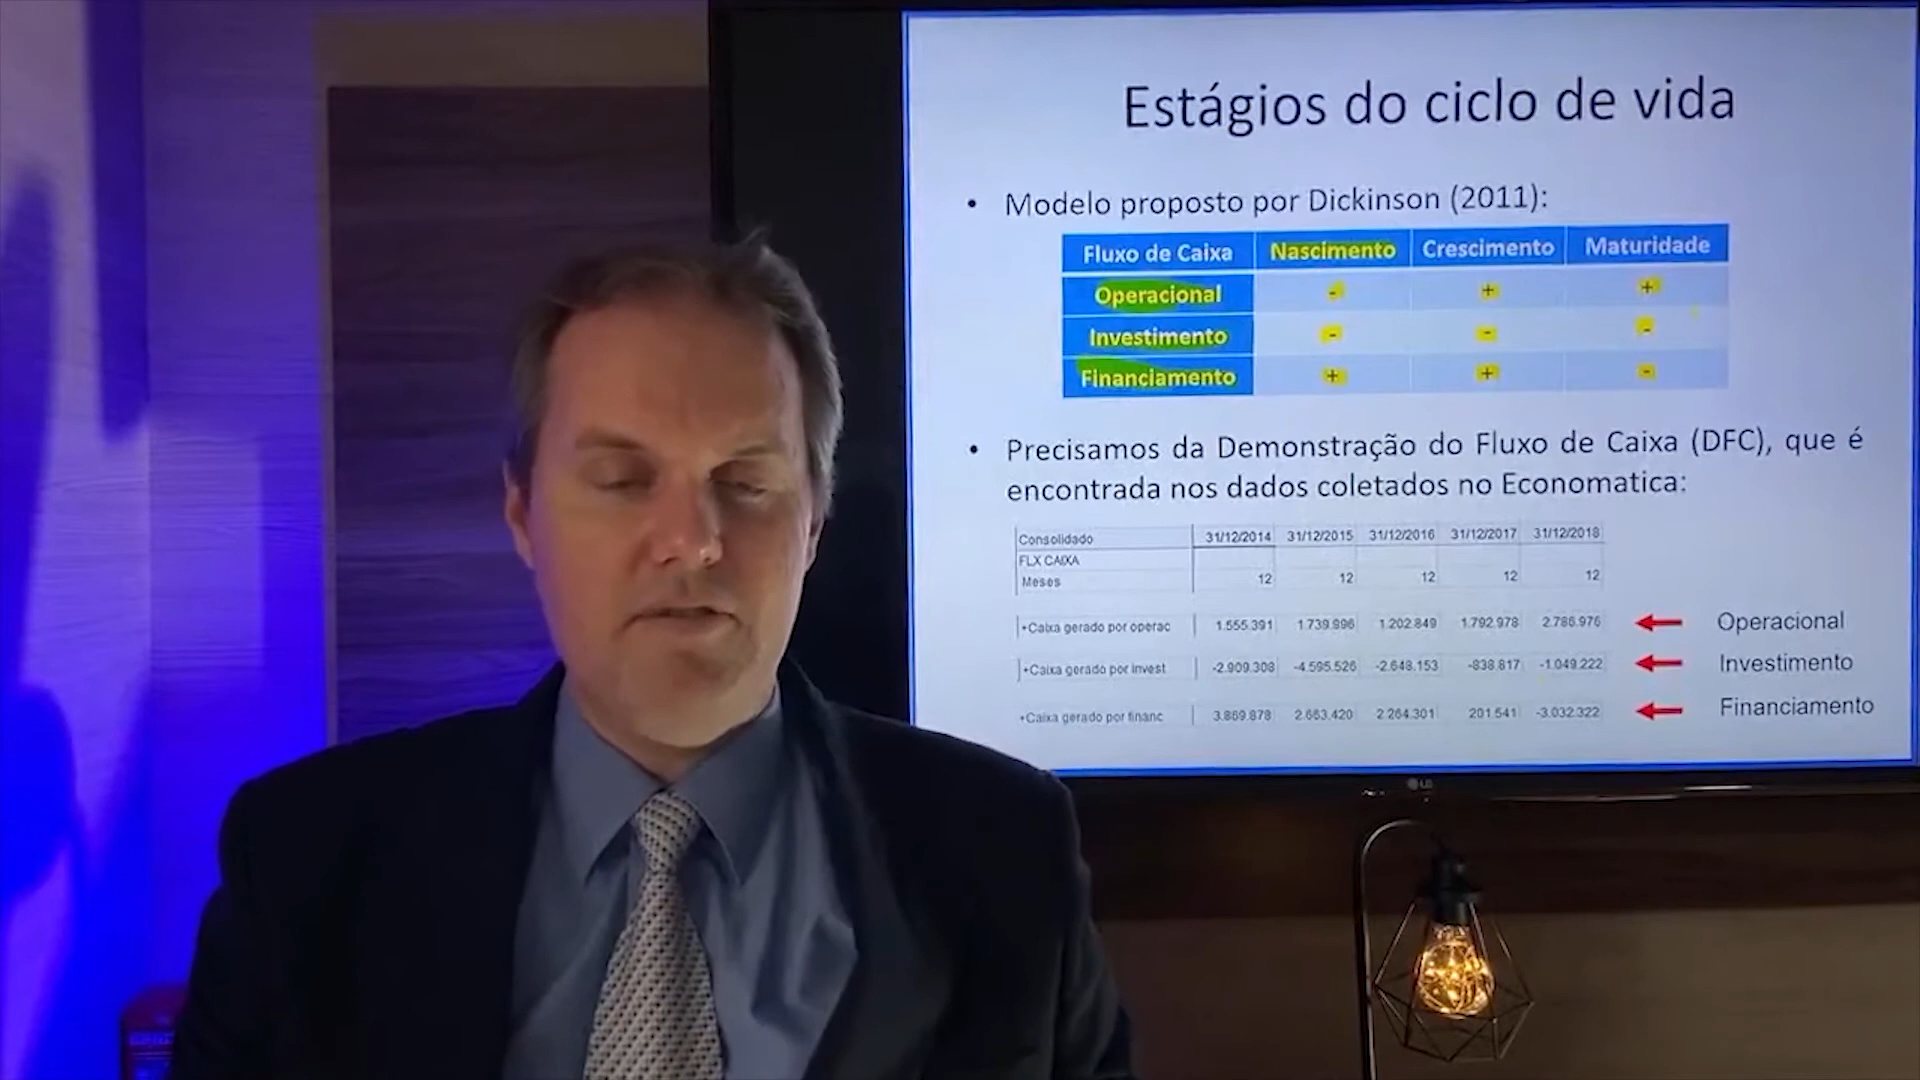 Estágios do ciclo de vida
• Modelo proposto por Dickinson (2011):
Fluxo de Caixa Nascimento Crescimento Maturidade
Operacional - + +
Investimento - - -
Financiamento + + -
• Precisamos da Demonstração do Fluxo de Caixa (DFC), que é
encontrada nos dados coletados no Economatica:
Consolidado 31/12/2014 31/12/2015 31/12/2016 31/12/2017 31/12/2018
FLX CAIXA
Meses 12 12 12 12 12
+Caixa gerado por operac 1.555.391 1.739.996 1.202.849 1.792.978 2.786.976 Operacional
+Caixa gerado por invest -2.909.308 -4.595.526 -2.648.153 -838.817 -1.049.222 Investimento
+Caixa gerado por financ 3.869.878 2.663.420 2.264.301 201.541 -3.032.322 Financiamento
LG